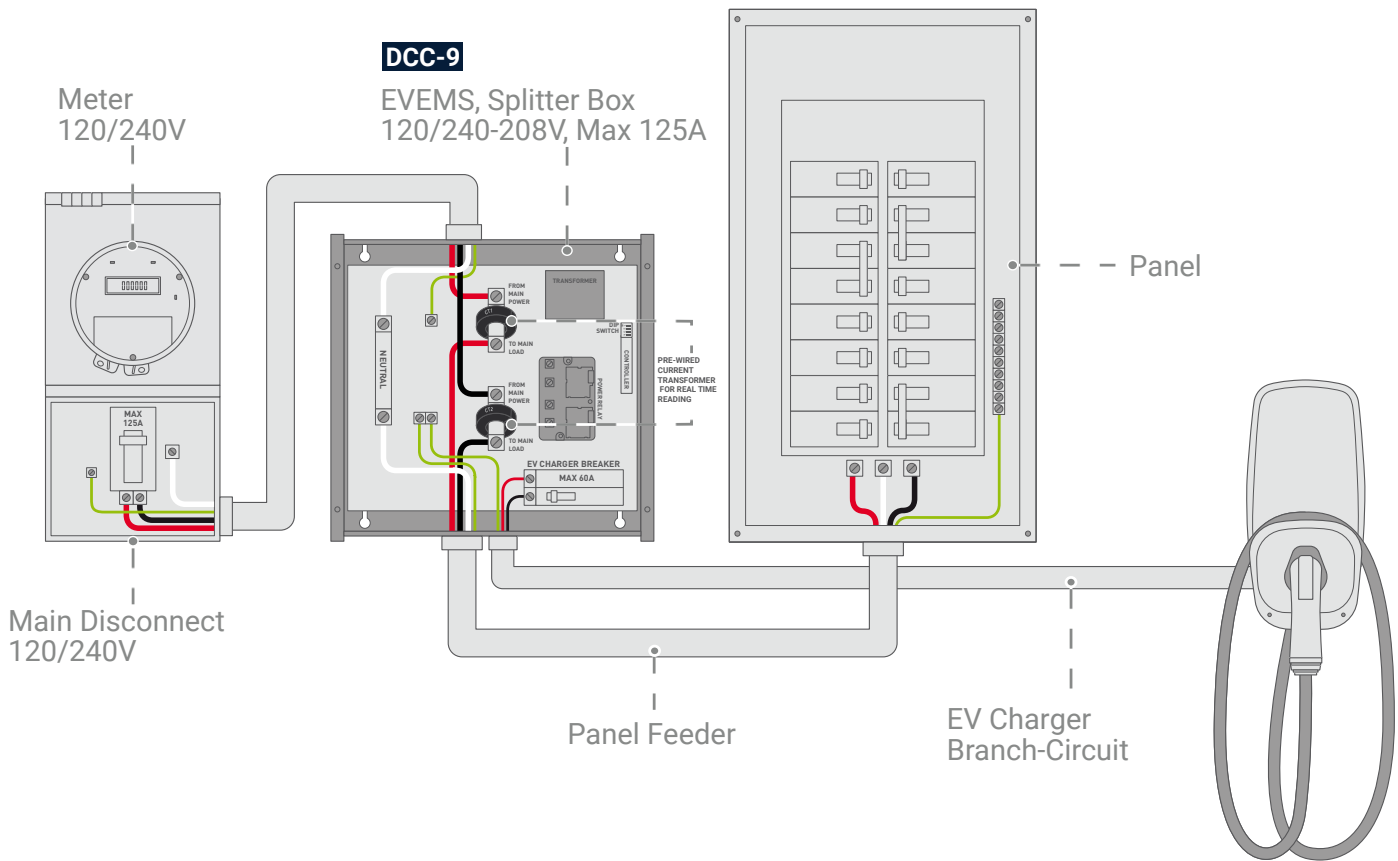 DCC-9
EVEMS, Splitter Box
120/240-208V, Max 125A
Meter
120/240V
Panel
FROM
MAIN
POWER
TRANSFORMER
CT1
DIP
SWITCH
TO MAIN
LOAD
NEUTRAL
CONTROLLER
PRE-WIRED
CURRENT
TRANSFORMER
FOR REAL TIME
READING
FROM
MAIN
POWER
POWER RELAY
CT2
TO MAIN
LOAD
MAX
125A
EV CHARGER BREAKER
MAX 60A
Main Disconnect
120/240V
Panel Feeder
EV Charger
Branch-Circuit